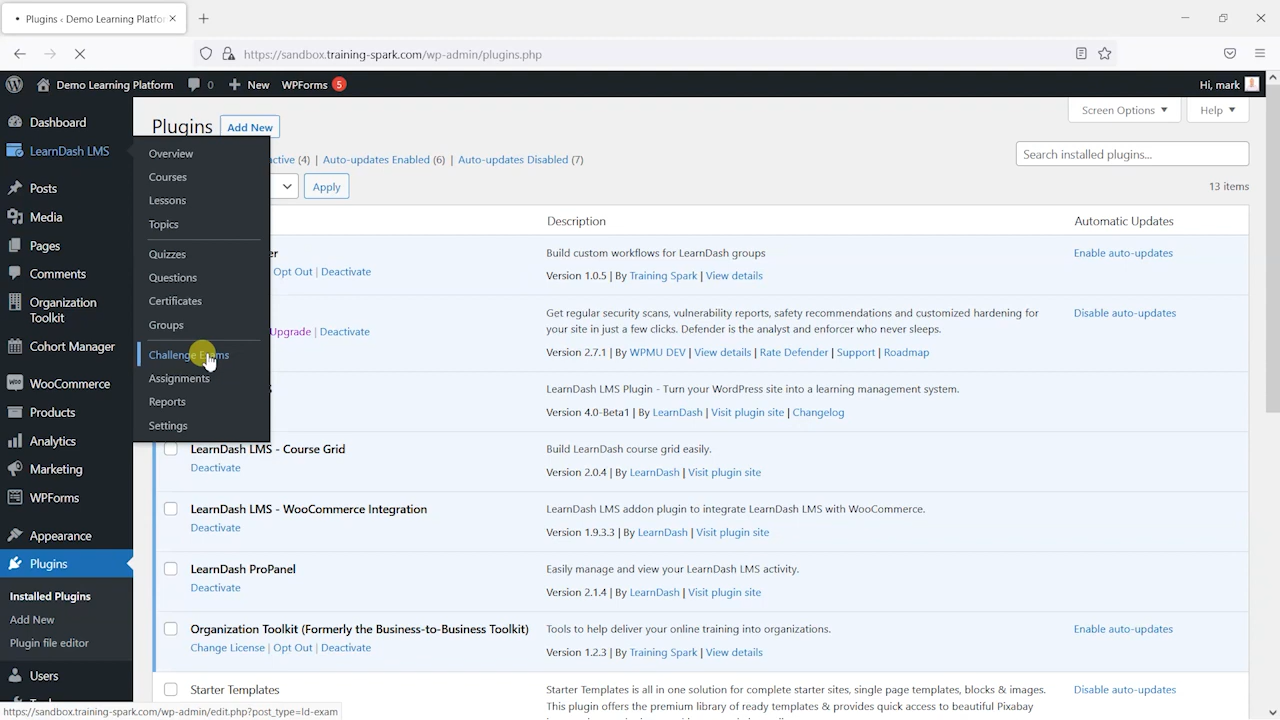 Plugins ‹ Demo Learning Platfo
https://sandbox.training-spark.com/wp-admin/plugins.php
Demo Learning Platform
0
New
WPForms 5
Hi, mark
Dashboard
LearnDash LMS
Posts
Media
Pages
Comments
Organization
Toolkit
Cohort Manager
WooCommerce
Products
Analytics
Marketing
WPForms
Appearance
Plugins
Installed Plugins
Add New
Plugin file editor
Users
Overview
Courses
Lessons
Topics
Quizzes
Questions
Certificates
Groups
Challenge Exams
Assignments
Reports
Settings
Plugins
Add New
Screen Options
Help
ctive (4) | Auto-updates Enabled (6) | Auto-updates Disabled (7)
Search installed plugins...
Apply
13 items
Description
Automatic Updates
er
Opt Out | Deactivate
Build custom workflows for LearnDash groups
Version 1.0.5 | By Training Spark | View details
Enable auto-updates
Upgrade | Deactivate
Get regular security scans, vulnerability reports, safety recommendations and customized hardening for
your site in just a few clicks. Defender is the analyst and enforcer who never sleeps.
Version 2.7.1 | By WPMU DEV | View details | Rate Defender | Support | Roadmap
Disable auto-updates
LearnDash LMS Plugin - Turn your WordPress site into a learning management system.
Version 4.0-Beta1 | By LearnDash | Visit plugin site | Changelog
LearnDash LMS - Course Grid
Deactivate
Build LearnDash course grid easily.
Version 2.0.4 | By LearnDash | Visit plugin site
LearnDash LMS - WooCommerce Integration
Deactivate
LearnDash LMS addon plugin to integrate LearnDash LMS with WooCommerce.
Version 1.9.3.3 | By LearnDash | Visit plugin site
LearnDash ProPanel
Deactivate
Easily manage and view your LearnDash LMS activity.
Version 2.1.4 | By LearnDash | Visit plugin site
Organization Toolkit (Formerly the Business-to-Business Toolkit)
Change License | Opt Out | Deactivate
Tools to help deliver your online training into organizations.
Version 1.2.3 | By Training Spark | View details
Enable auto-updates
Starter Templates
Starter Templates is all in one solution for complete starter sites, single page templates, blocks & images.
This plugin offers the premium library of ready templates & provides quick access to beautiful Pixabay
Disable auto-updates
https://sandbox.training-spark.com/wp-admin/edit.php?post_type=ld-exam